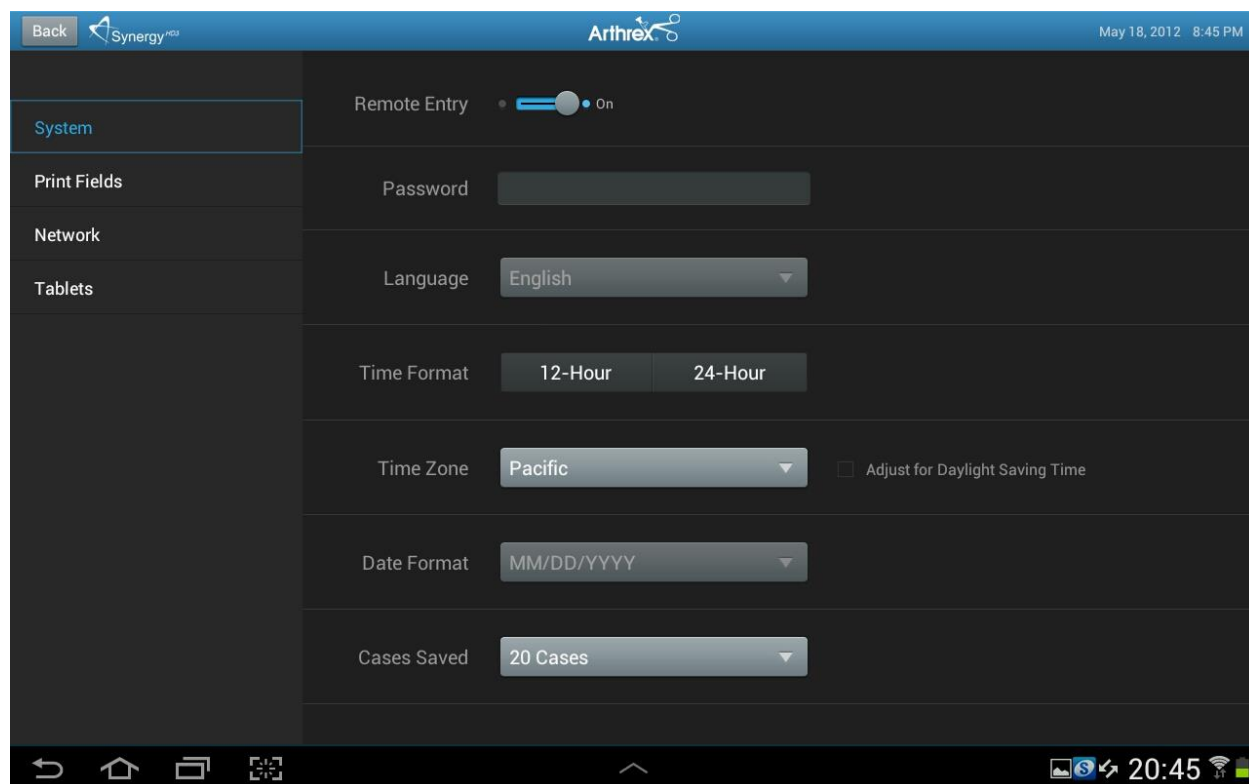 Back
Synergy HD3
Arthrex
May 18, 2012 8:45 PM
System
Print Fields
Network
Tablets
Remote Entry On
Password
Language English
Time Format 12-Hour 24-Hour
Time Zone Pacific Adjust for Daylight Saving Time
Date Format MM/DD/YYYY
Cases Saved 20 Cases
S
20:45